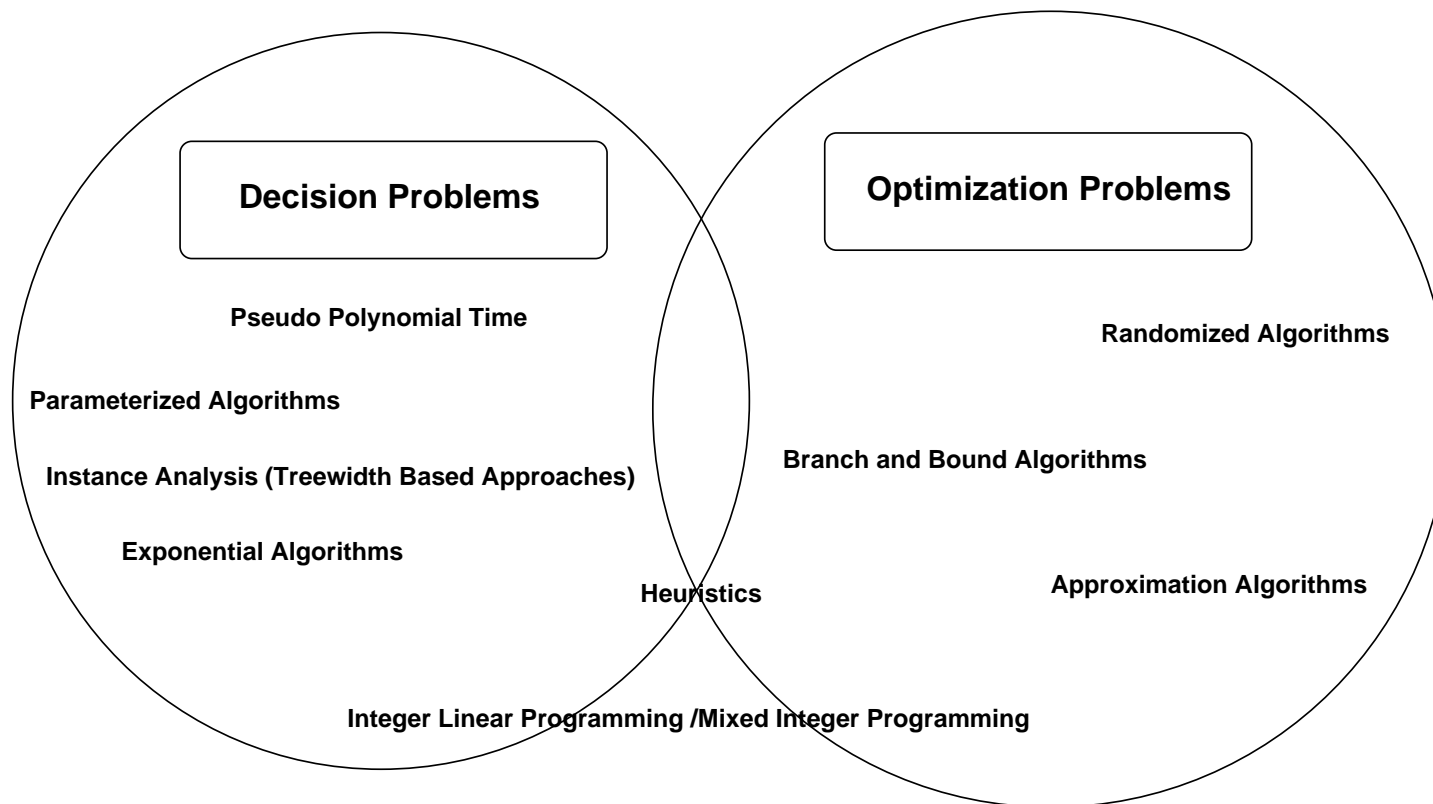 Decision Problems
Optimization Problems
Pseudo Polynomial Time
Randomized Algorithms
Parameterized Algorithms
Branch and Bound Algorithms
Instance Analysis (Treewidth Based Approaches)
Exponential Algorithms
Heuristics
Approximation Algorithms
Integer Linear Programming /Mixed Integer Programming